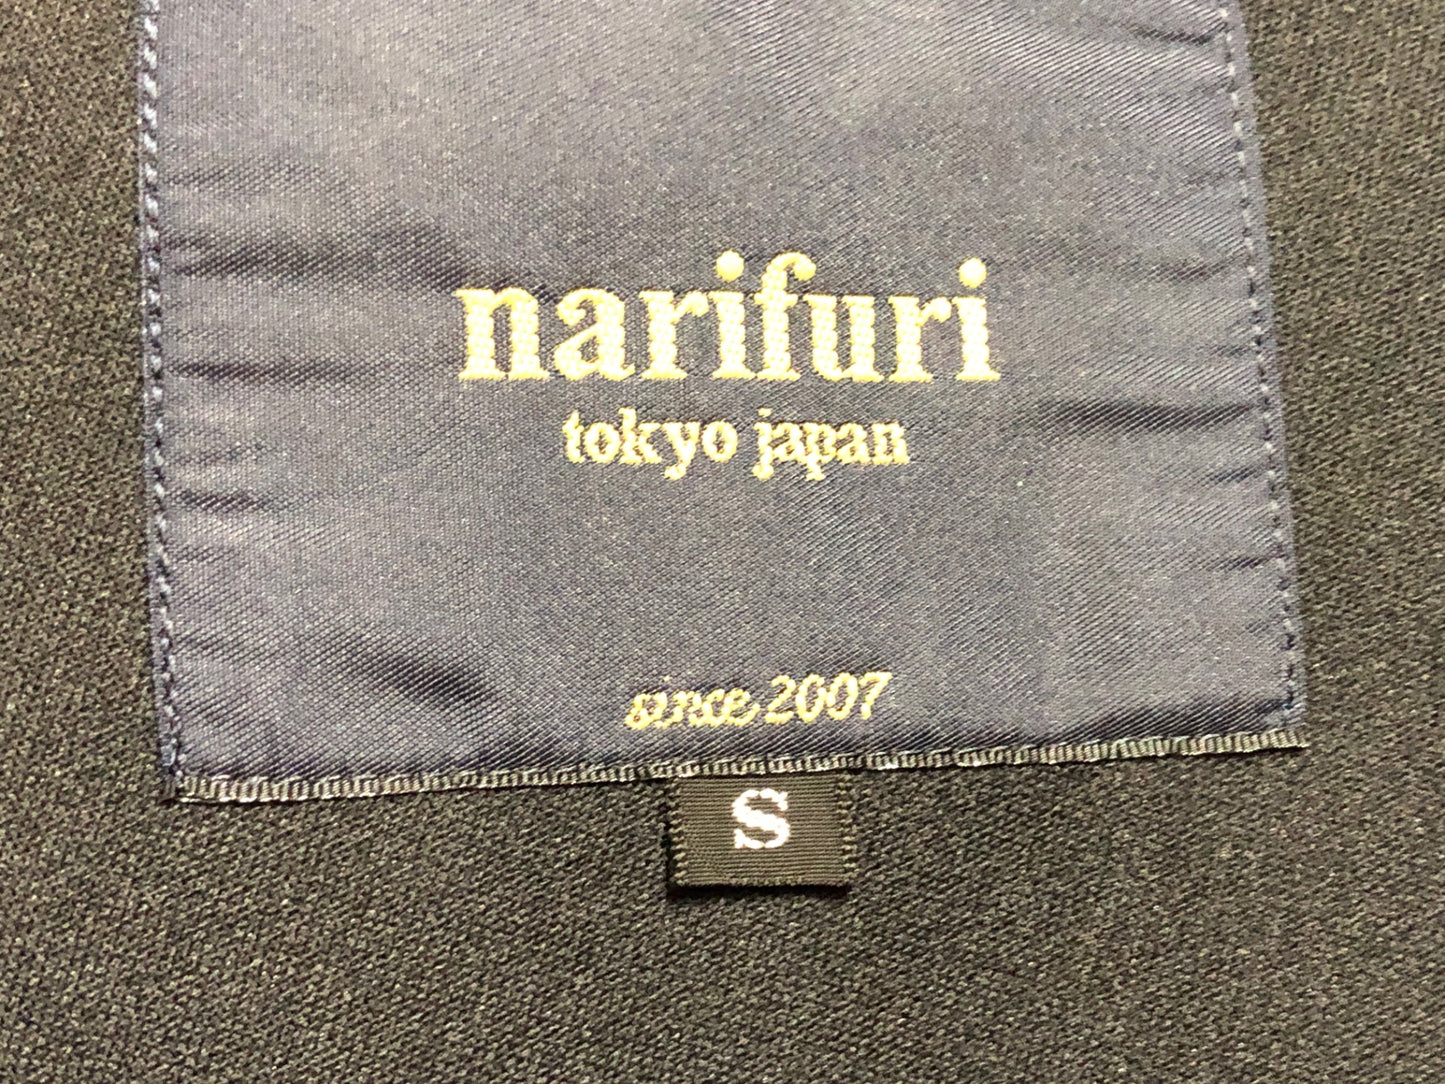 narifuri
tokyo japan
since 2007
S